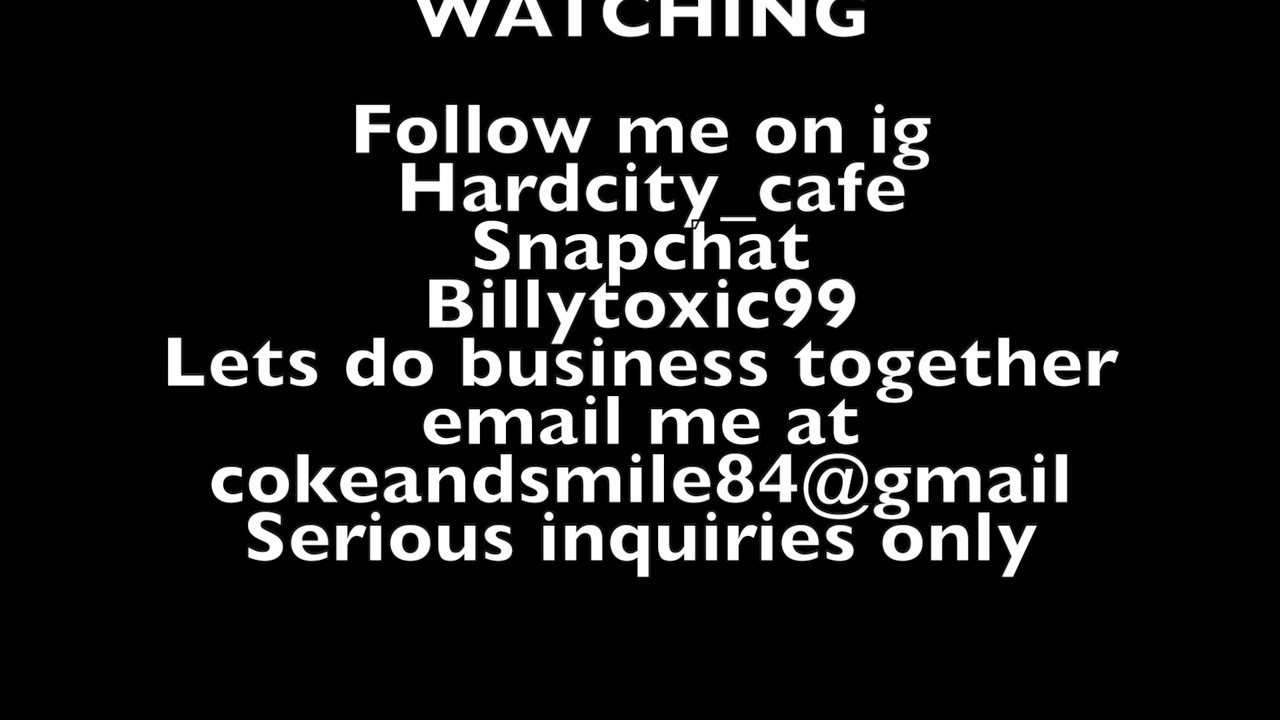 WATCHING
Follow me on ig
Hardcity_cafe
Snapchat
Billytoxic99
Lets do business together
email me at
cokeandsmile84@gmail
Serious inquiries only